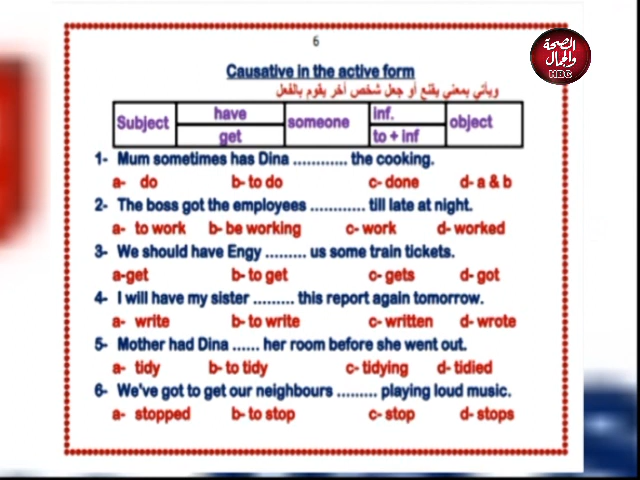 6
الصحة
والجمال
HBC
Causative in the active form
ويأتي بمعني يقنع أو جعل شخص أخر يقوم بالفعل
Subject have someone inf. object
get to + inf
1- Mum sometimes has Dina ............ the cooking.
a- do b- to do c- done d- a & b
2- The boss got the employees ............ till late at night.
a- to work b- be working c- work d- worked
3- We should have Engy ......... us some train tickets.
a-get b- to get c- gets d- got
4- I will have my sister ......... this report again tomorrow.
a- write b- to write c- written d- wrote
5- Mother had Dina ...... her room before she went out.
a- tidy b- to tidy c- tidying d- tidied
6- We've got to get our neighbours ......... playing loud music.
a- stopped b- to stop c- stop d- stops